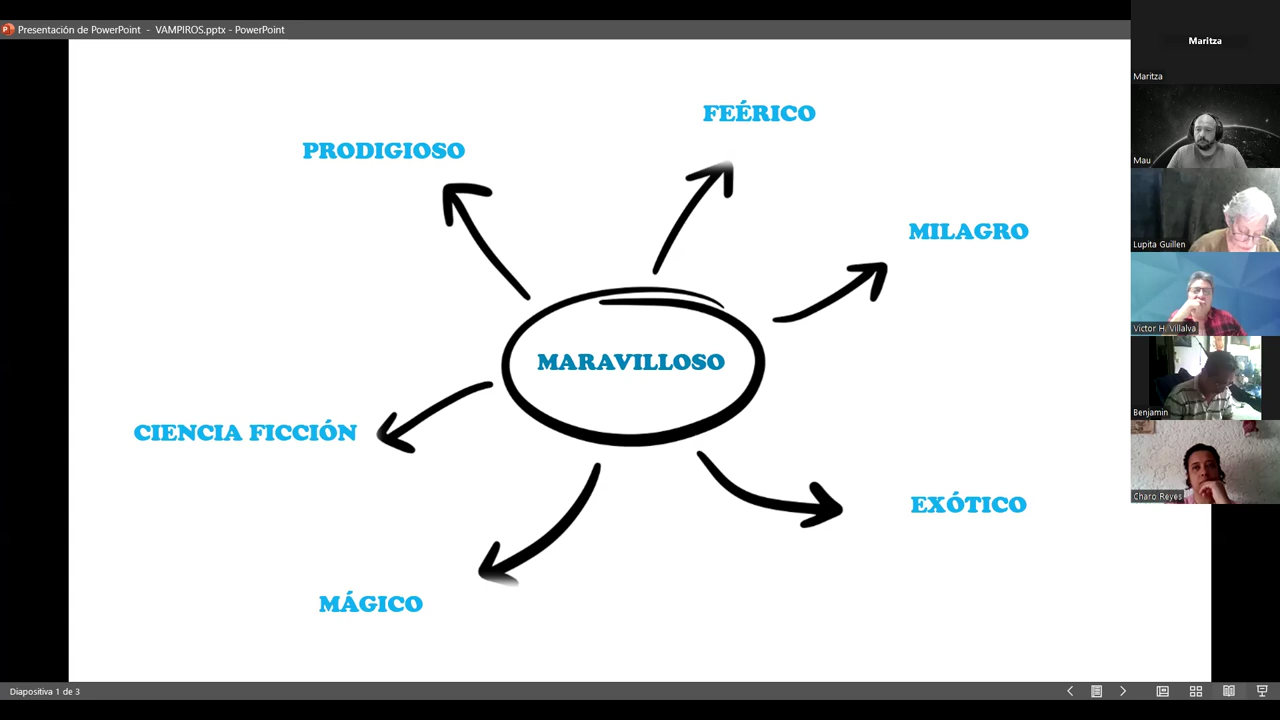 Presentación de PowerPoint - VAMPIROS.pptx - PowerPoint
Maritza
Maritza
Mau
Lupita Guillen
Victor H. Villalva
Benjamin
Charo Reyes
FEÉRICO
PRODIGIOSO
MILAGRO
MARAVILLOSO
CIENCIA FICCIÓN
EXÓTICO
MÁGICO
Diapositiva 1 de 3